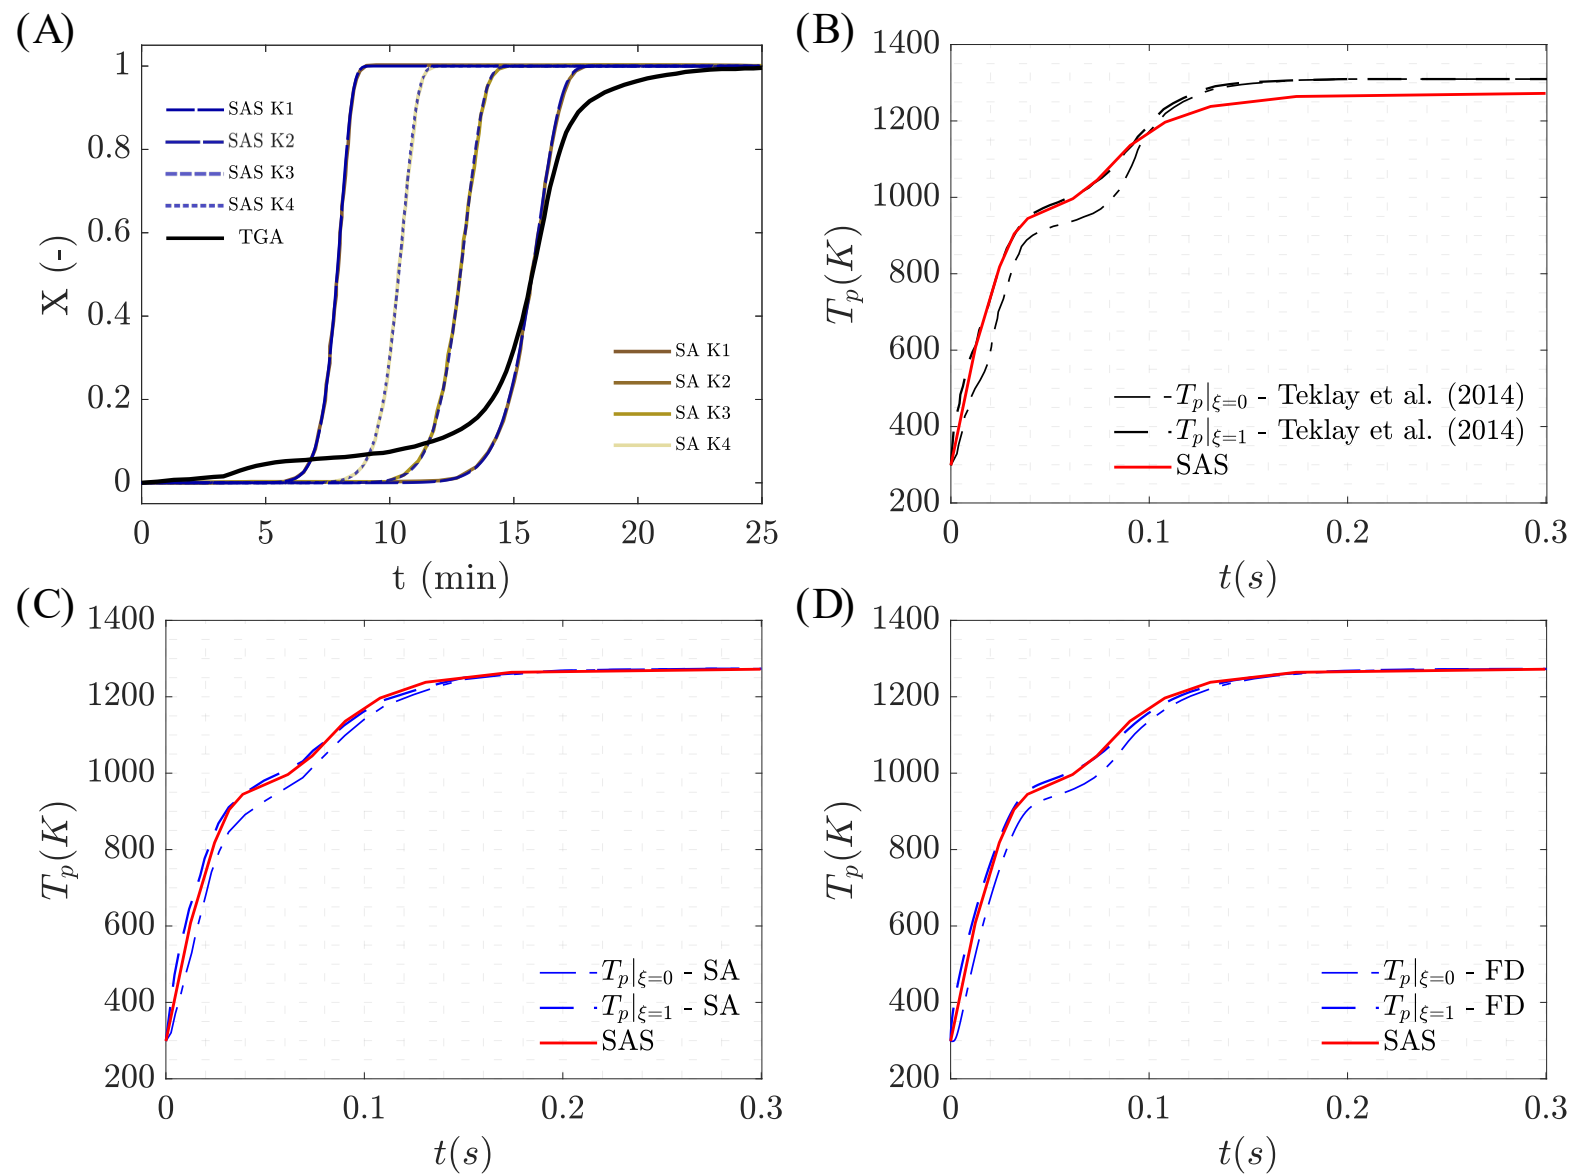 (A)
1
0.8
0.6
0.4
0.2
0
X (-)
SAS K1
SAS K2
SAS K3
SAS K4
TGA
SA K1
SA K2
SA K3
SA K4
0 5 10 15 20 25
t (min)
(B)
1400
1200
1000
800
600
400
200
T_p(K)
T_p|ξ=0 - Teklay et al. (2014)
T_p|ξ=1 - Teklay et al. (2014)
SAS
0 0.1 0.2 0.3
t(s)
(C)
1400
1200
1000
800
600
400
200
T_p(K)
T_p|ξ=0 - SA
T_p|ξ=1 - SA
SAS
0 0.1 0.2 0.3
t(s)
(D)
1400
1200
1000
800
600
400
200
T_p(K)
T_p|ξ=0 - FD
T_p|ξ=1 - FD
SAS
0 0.1 0.2 0.3
t(s)